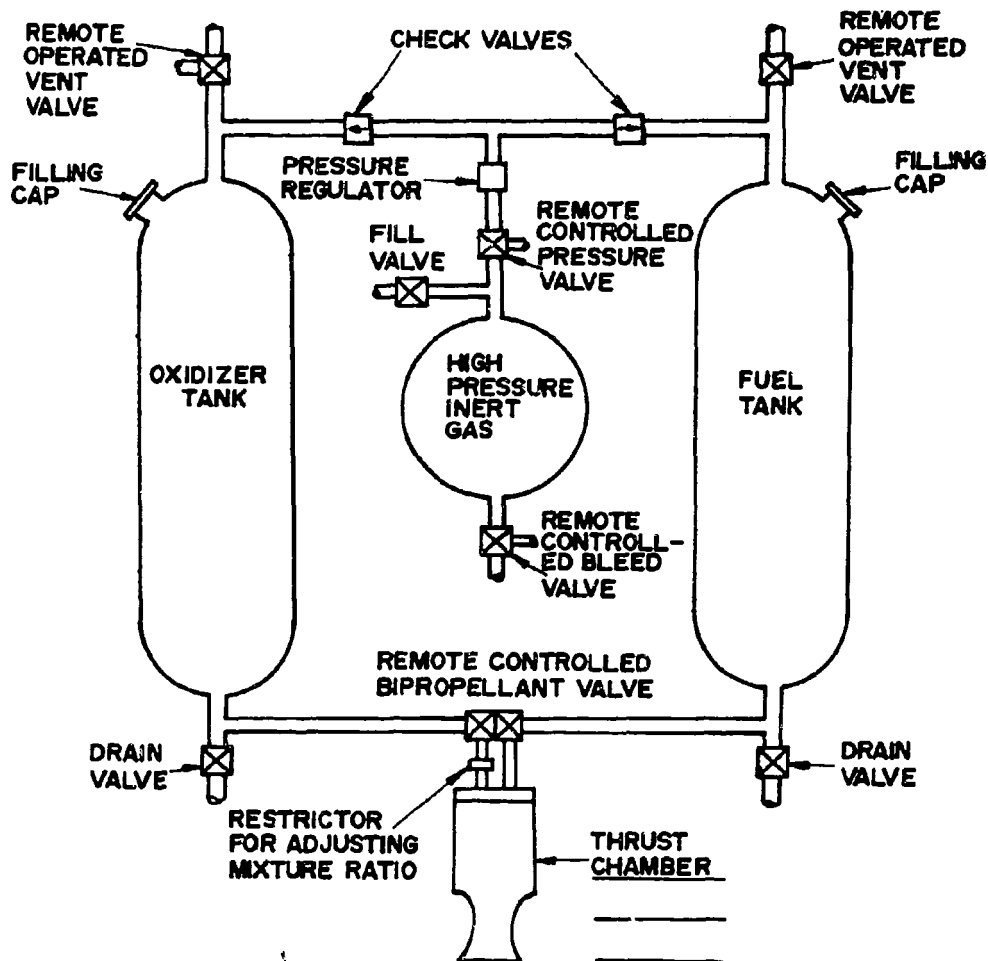 REMOTE
OPERATED
VENT
VALVE
CHECK VALVES
REMOTE
OPERATED
VENT
VALVE
FILLING
CAP
PRESSURE
REGULATOR
FILLING
CAP
FILL
VALVE
REMOTE
CONTROLLED
PRESSURE
VALVE
OXIDIZER
TANK
HIGH
PRESSURE
INERT
GAS
FUEL
TANK
REMOTE
CONTROLL-
ED BLEED
VALVE
REMOTE CONTROLLED
BIPROPELLANT VALVE
DRAIN
VALVE
DRAIN
VALVE
RESTRICTOR
FOR ADJUSTING
MIXTURE RATIO
THRUST
CHAMBER